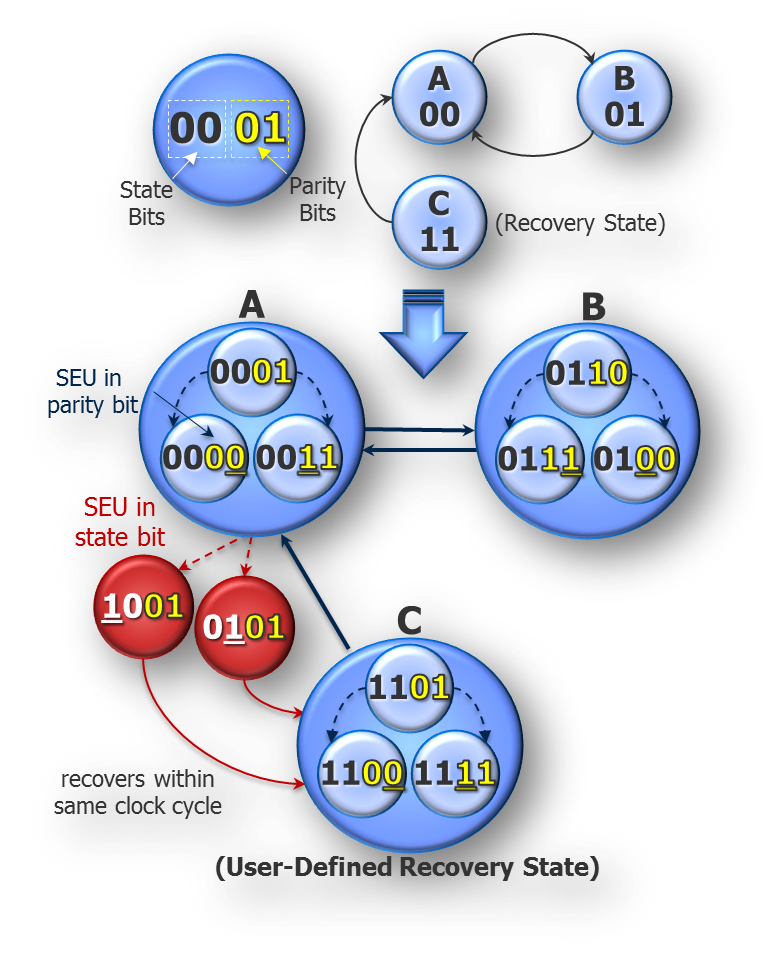 00 01
State
Bits
Parity
Bits
A
00
B
01
C
11
(Recovery State)
A
0001
0000
0011
SEU in
parity bit
B
0110
0111
0100
SEU in
state bit
1001
0101
C
1101
1100
1111
recovers within
same clock cycle
(User-Defined Recovery State)